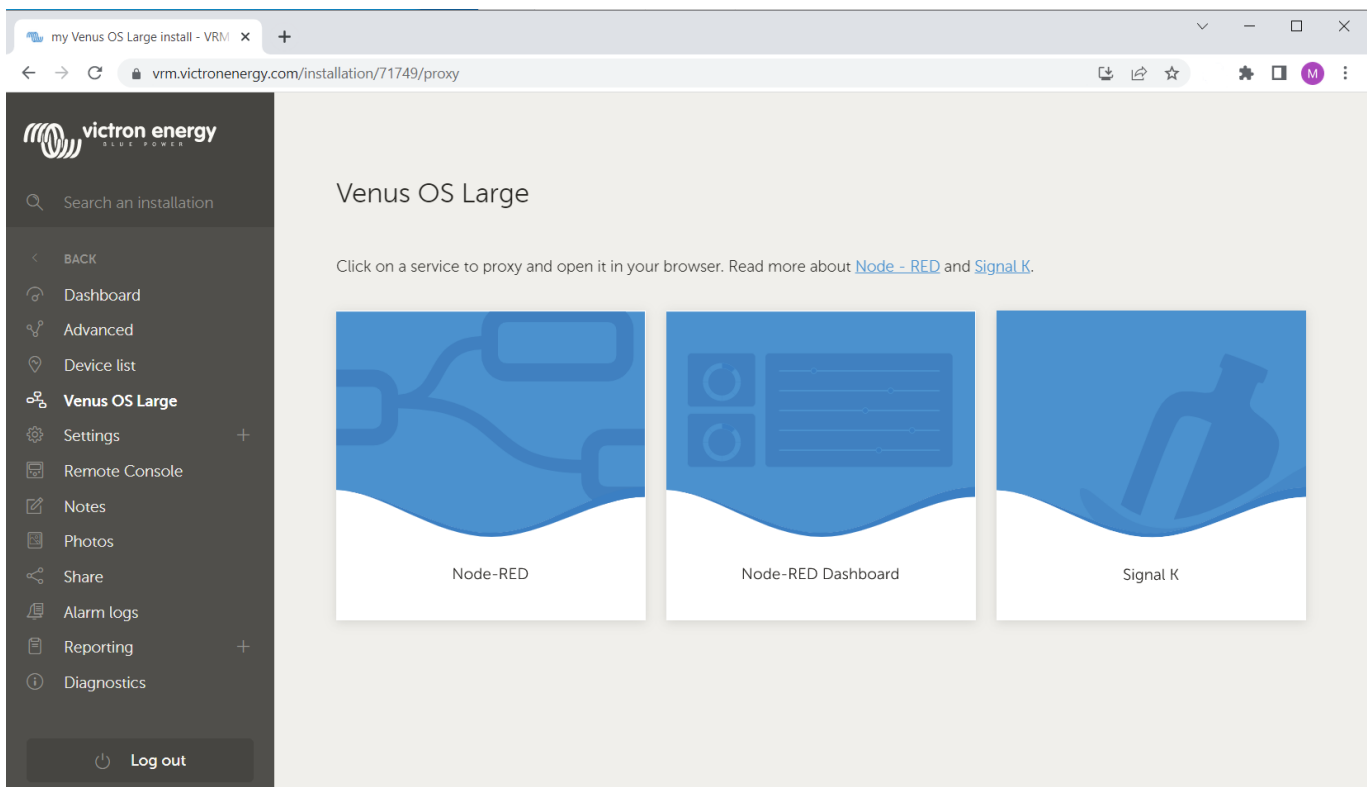 my Venus OS Large install - VRM
vrm.victronenergy.com/installation/71749/proxy
M
victron energy
BLUE POWER
Search an installation
BACK
Dashboard
Advanced
Device list
Venus OS Large
Settings
Remote Console
Notes
Photos
Share
Alarm logs
Reporting
Diagnostics
Log out
Venus OS Large
Click on a service to proxy and open it in your browser. Read more about Node - RED and Signal K.
Node-RED
Node-RED Dashboard
Signal K